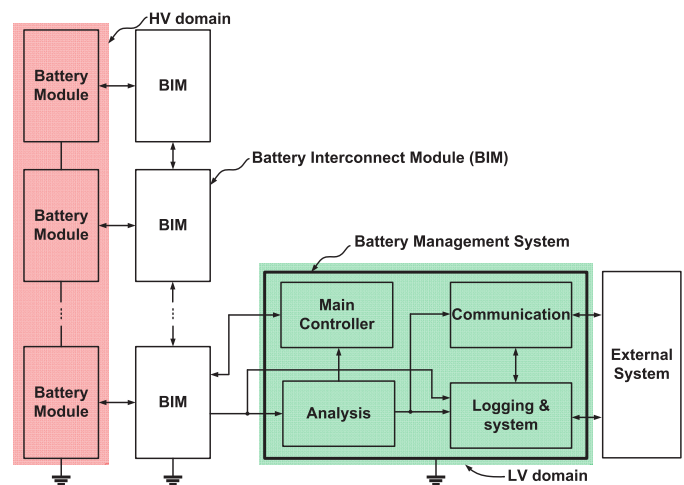 HV domain
Battery
Module
BIM
Battery Interconnect Module (BIM)
Battery
Module
BIM
Battery Management System
Main
Controller
Communication
External
System
Battery
Module
BIM
Analysis
Logging &
system
LV domain